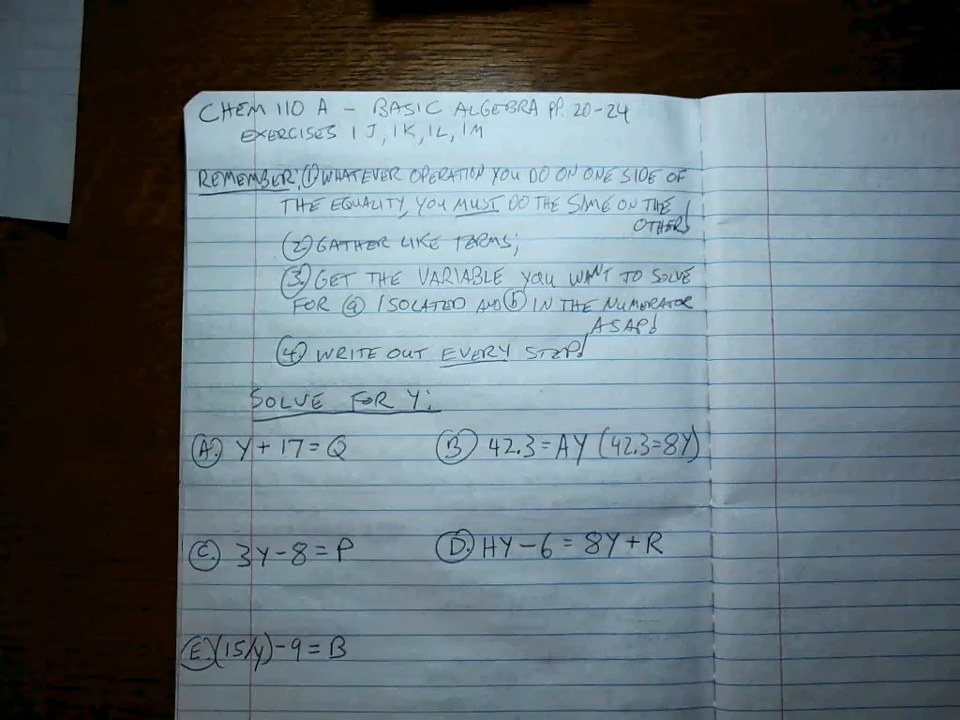 CHEM 110 A - BASIC ALGEBRA PP. 20-24
EXERCISES 1J, 1K, 1L, 1M
REMEMBER: (1) WHATEVER OPERATION YOU DO ON ONE SIDE OF
THE EQUALITY, YOU MUST DO THE SAME ON THE
OTHER!
(2) GATHER LIKE TERMS;
(3.) GET THE VARIABLE YOU WANT TO SOLVE
FOR (a) ISOLATED AND (b) IN THE NUMERATOR
ASAP!
(4) WRITE OUT EVERY STEP!
SOLVE FOR Y:
(A.) Y + 17 = Q (B) 42.3 = AY (42.3 = 8Y)
(C.) 3Y - 8 = P (D.) HY - 6 = 8Y + R
(E.) (15/y) - 9 = B